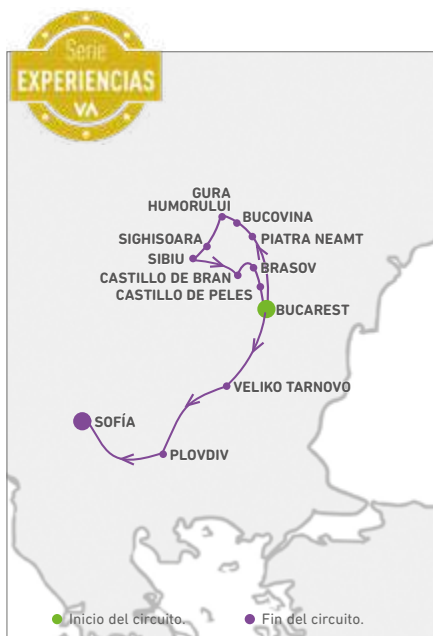 Serie
EXPERIENCIAS
VA
GURA
HUMORULUI
BUCOVINA
SIGHISOARA
PIATRA NEAMT
SIBIU
BRASOV
CASTILLO DE BRAN
CASTILLO DE PELES
BUCAREST
VELIKO TARNOVO
SOFÍA
PLOVDIV
Inicio del circuito.
Fin del circuito.